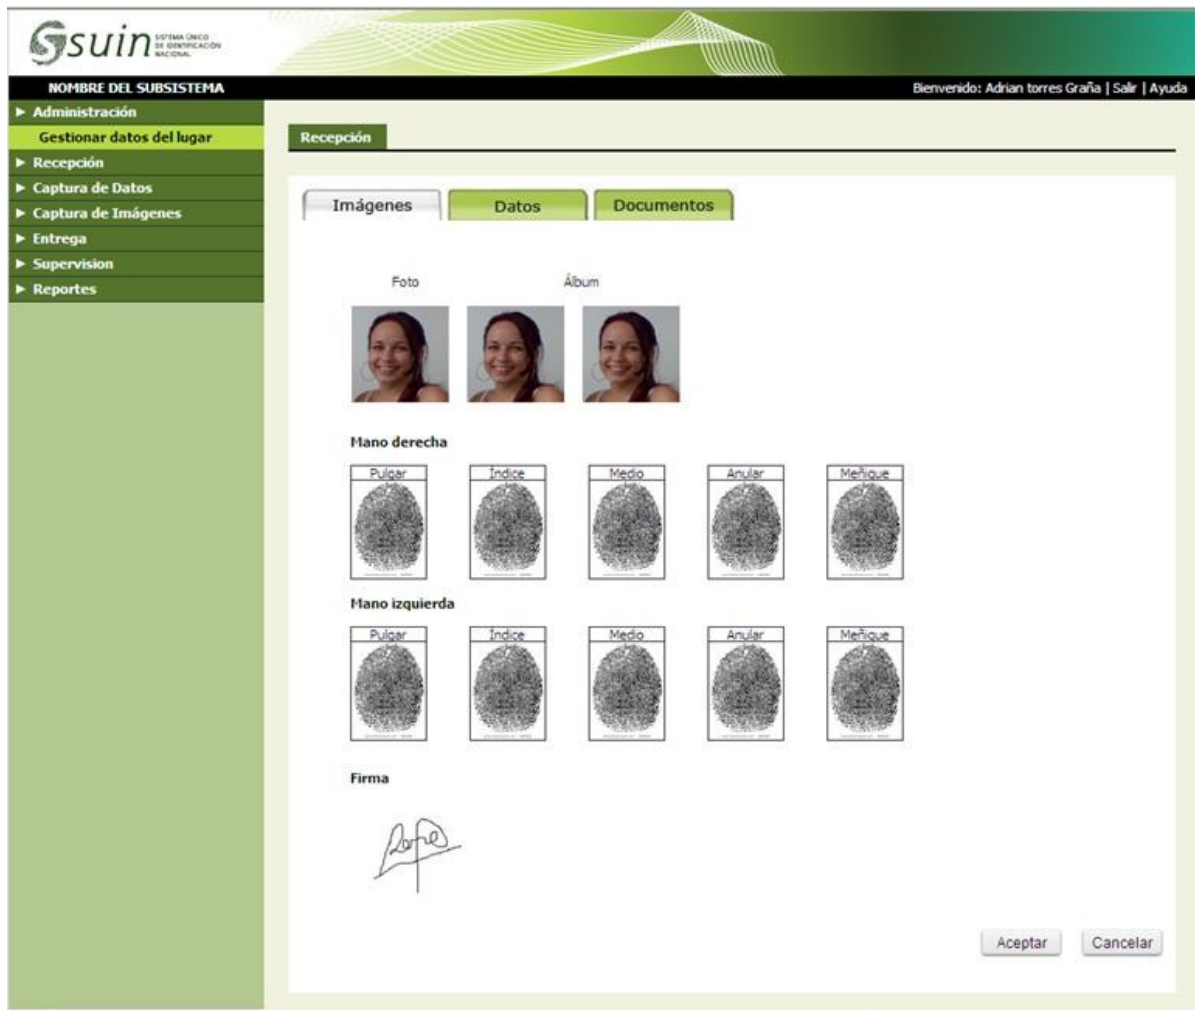 suin SISTEMA ÚNICO
DE IDENTIFICACIÓN
NACIONAL
NOMBRE DEL SUBSISTEMA
Bienvenido: Adrian torres Graña | Salir | Ayuda
Administración
Gestionar datos del lugar
Recepción
Captura de Datos
Captura de Imágenes
Entrega
Supervision
Reportes
Recepción
Imágenes Datos Documentos
Foto Álbum
Mano derecha
Pulgar Índice Medio Anular Meñique
Mano izquierda
Pulgar Índice Medio Anular Meñique
Firma
Aceptar Cancelar